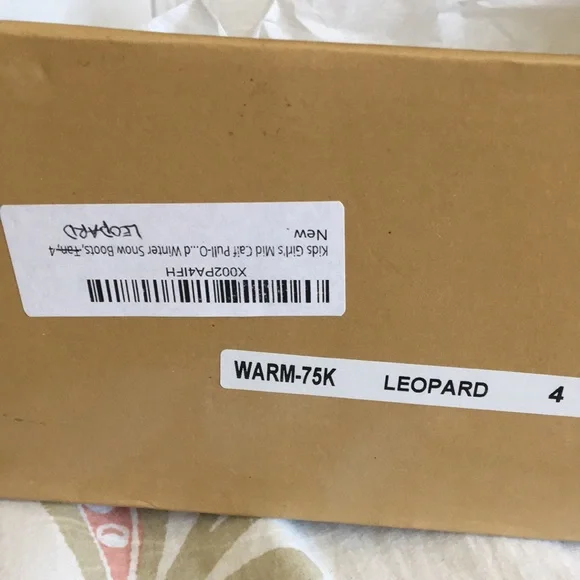 X002PA4IFH
Kids Girl's Mid Calf Pull-O...d Winter Snow Boots,Tan,4
New
LEOPARD
WARM-75K LEOPARD 4